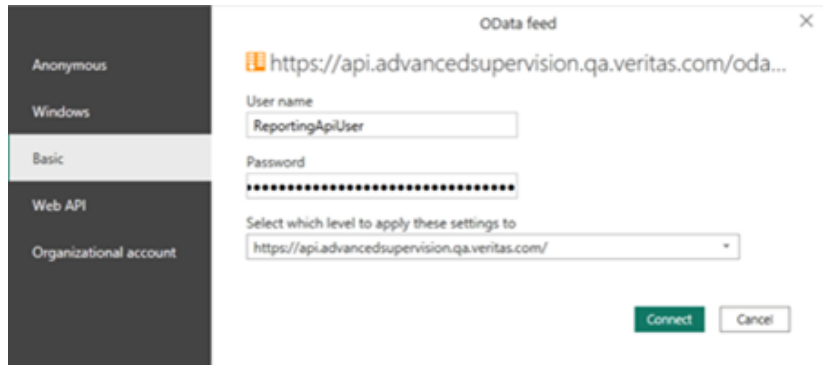 OData feed
Anonymous
Windows
Basic
Web API
Organizational account
https://api.advancedsupervision.qa.veritas.com/oda...
User name
ReportingApiUser
Password
Select which level to apply these settings to
https://api.advancedsupervision.qa.veritas.com/
Connect
Cancel